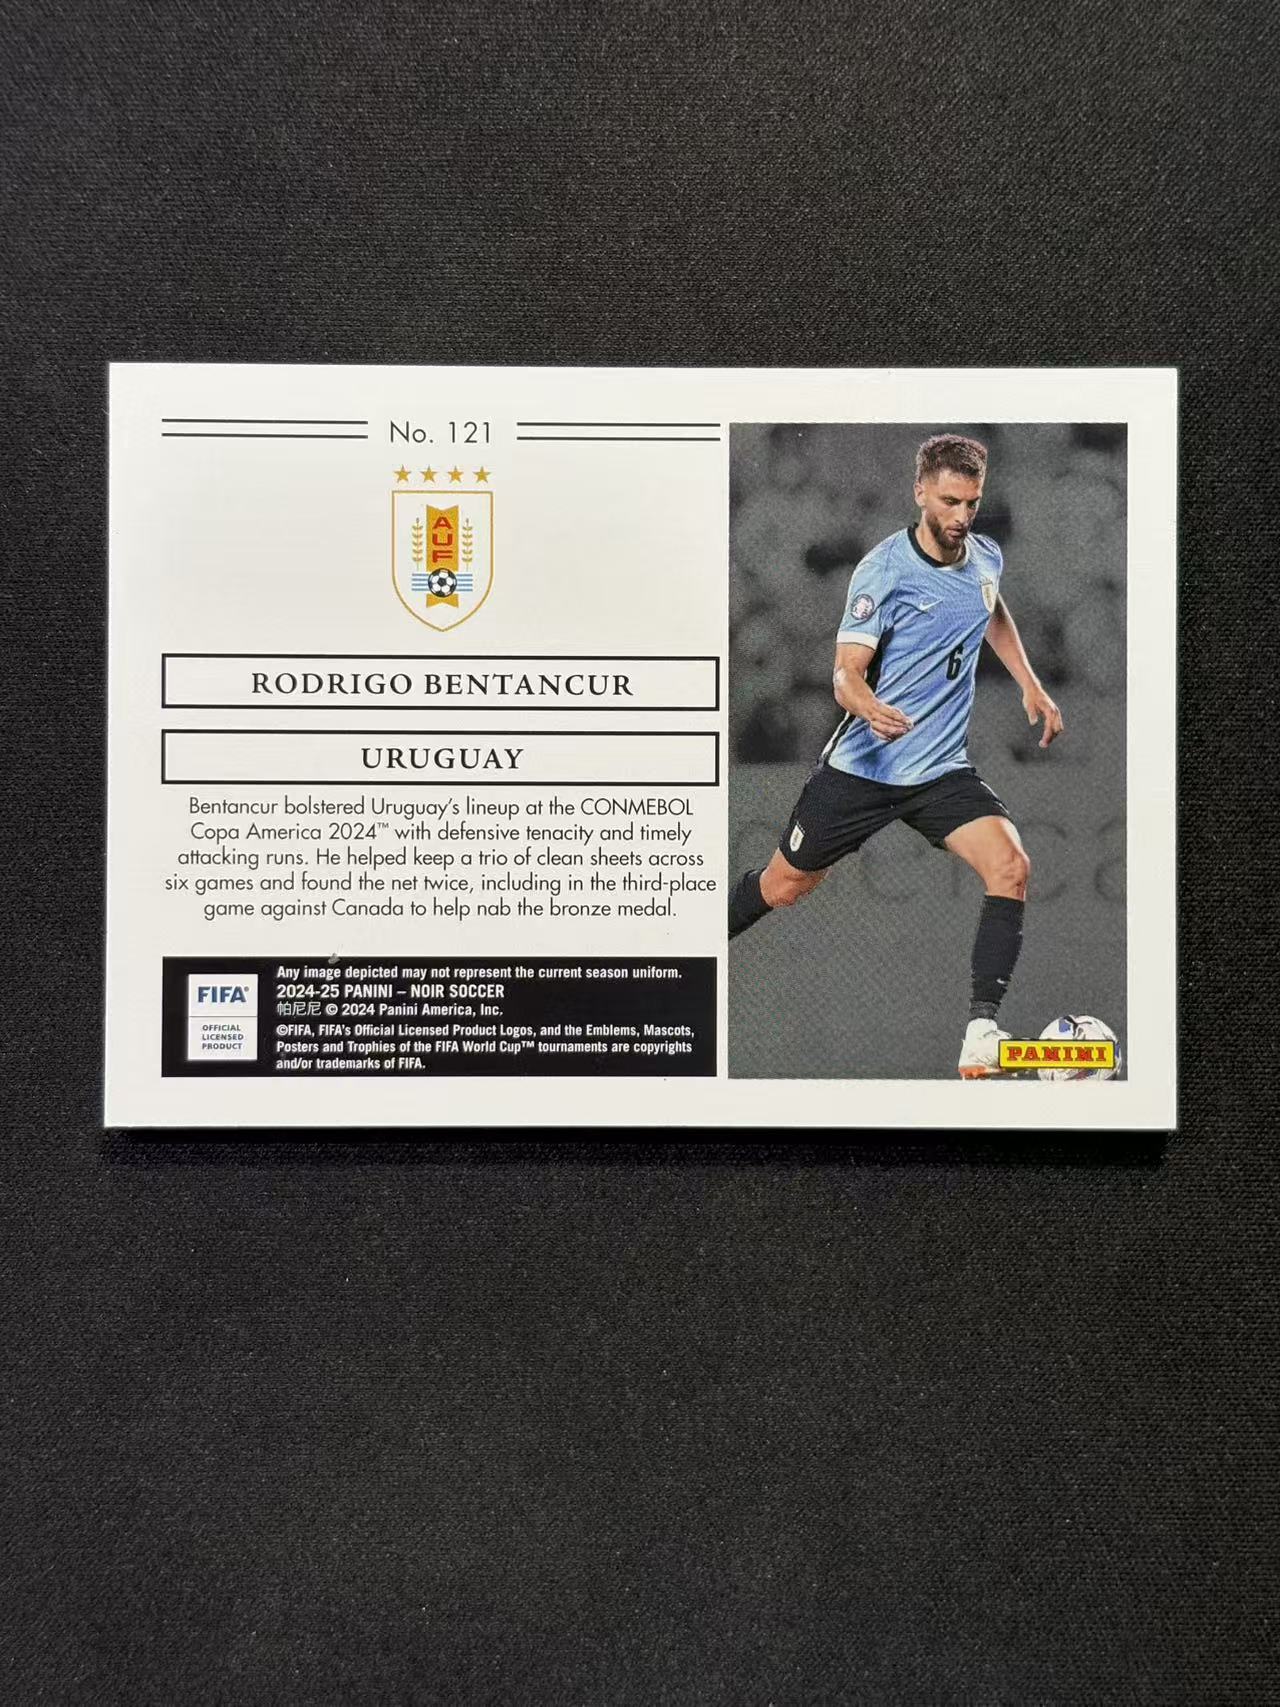 No. 121
AUF
RODRIGO BENTANCUR
URUGUAY
Bentancur bolstered Uruguay's lineup at the CONMEBOL
Copa America 2024™ with defensive tenacity and timely
attacking runs. He helped keep a trio of clean sheets across
six games and found the net twice, including in the third-place
game against Canada to help nab the bronze medal.
FIFA®
OFFICIAL
LICENSED
PRODUCT
Any image depicted may not represent the current season uniform.
2024-25 PANINI – NOIR SOCCER
帕尼尼 © 2024 Panini America, Inc.
©FIFA, FIFA's Official Licensed Product Logos, and the Emblems, Mascots,
Posters and Trophies of the FIFA World Cup™ tournaments are copyrights
and/or trademarks of FIFA.
6
PANINI